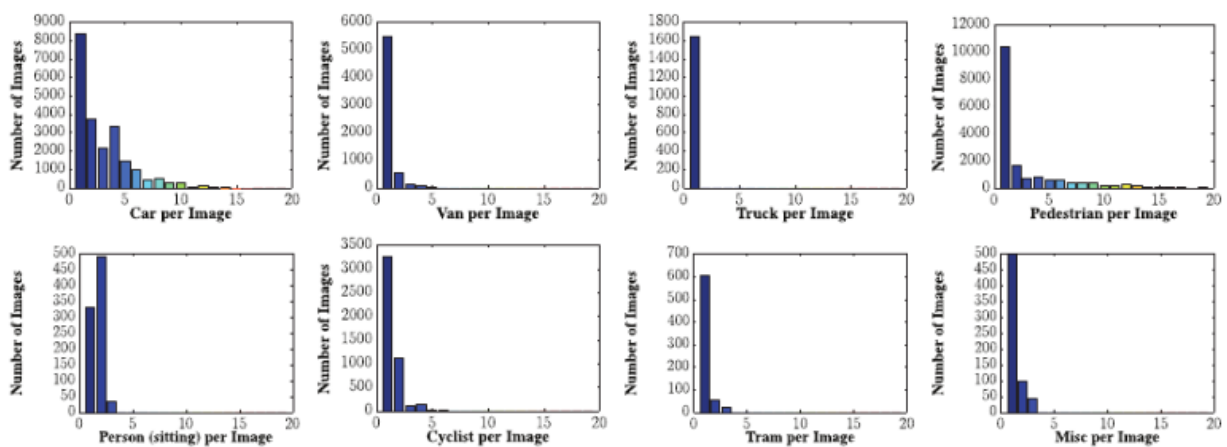 Number of Images
9000
8000
7000
6000
5000
4000
3000
2000
1000
0
0 5 10 15 20
Car per Image
Number of Images
6000
5000
4000
3000
2000
1000
0
0 5 10 15 20
Van per Image
Number of Images
1800
1600
1400
1200
1000
800
600
400
200
0
0 5 10 15 20
Truck per Image
Number of Images
12000
10000
8000
6000
4000
2000
0
0 5 10 15 20
Pedestrian per Image
Number of Images
500
450
400
350
300
250
200
150
100
50
0 5 10 15 20
Person (sitting) per Image
Number of Images
3500
3000
2500
2000
1500
1000
500
0
0 5 10 15 20
Cyclist per Image
Number of Images
700
600
500
400
300
200
100
0
0 5 10 15 20
Tram per Image
Number of Images
500
450
400
350
300
250
200
150
100
50
0
0 5 10 15 20
Misc per Image